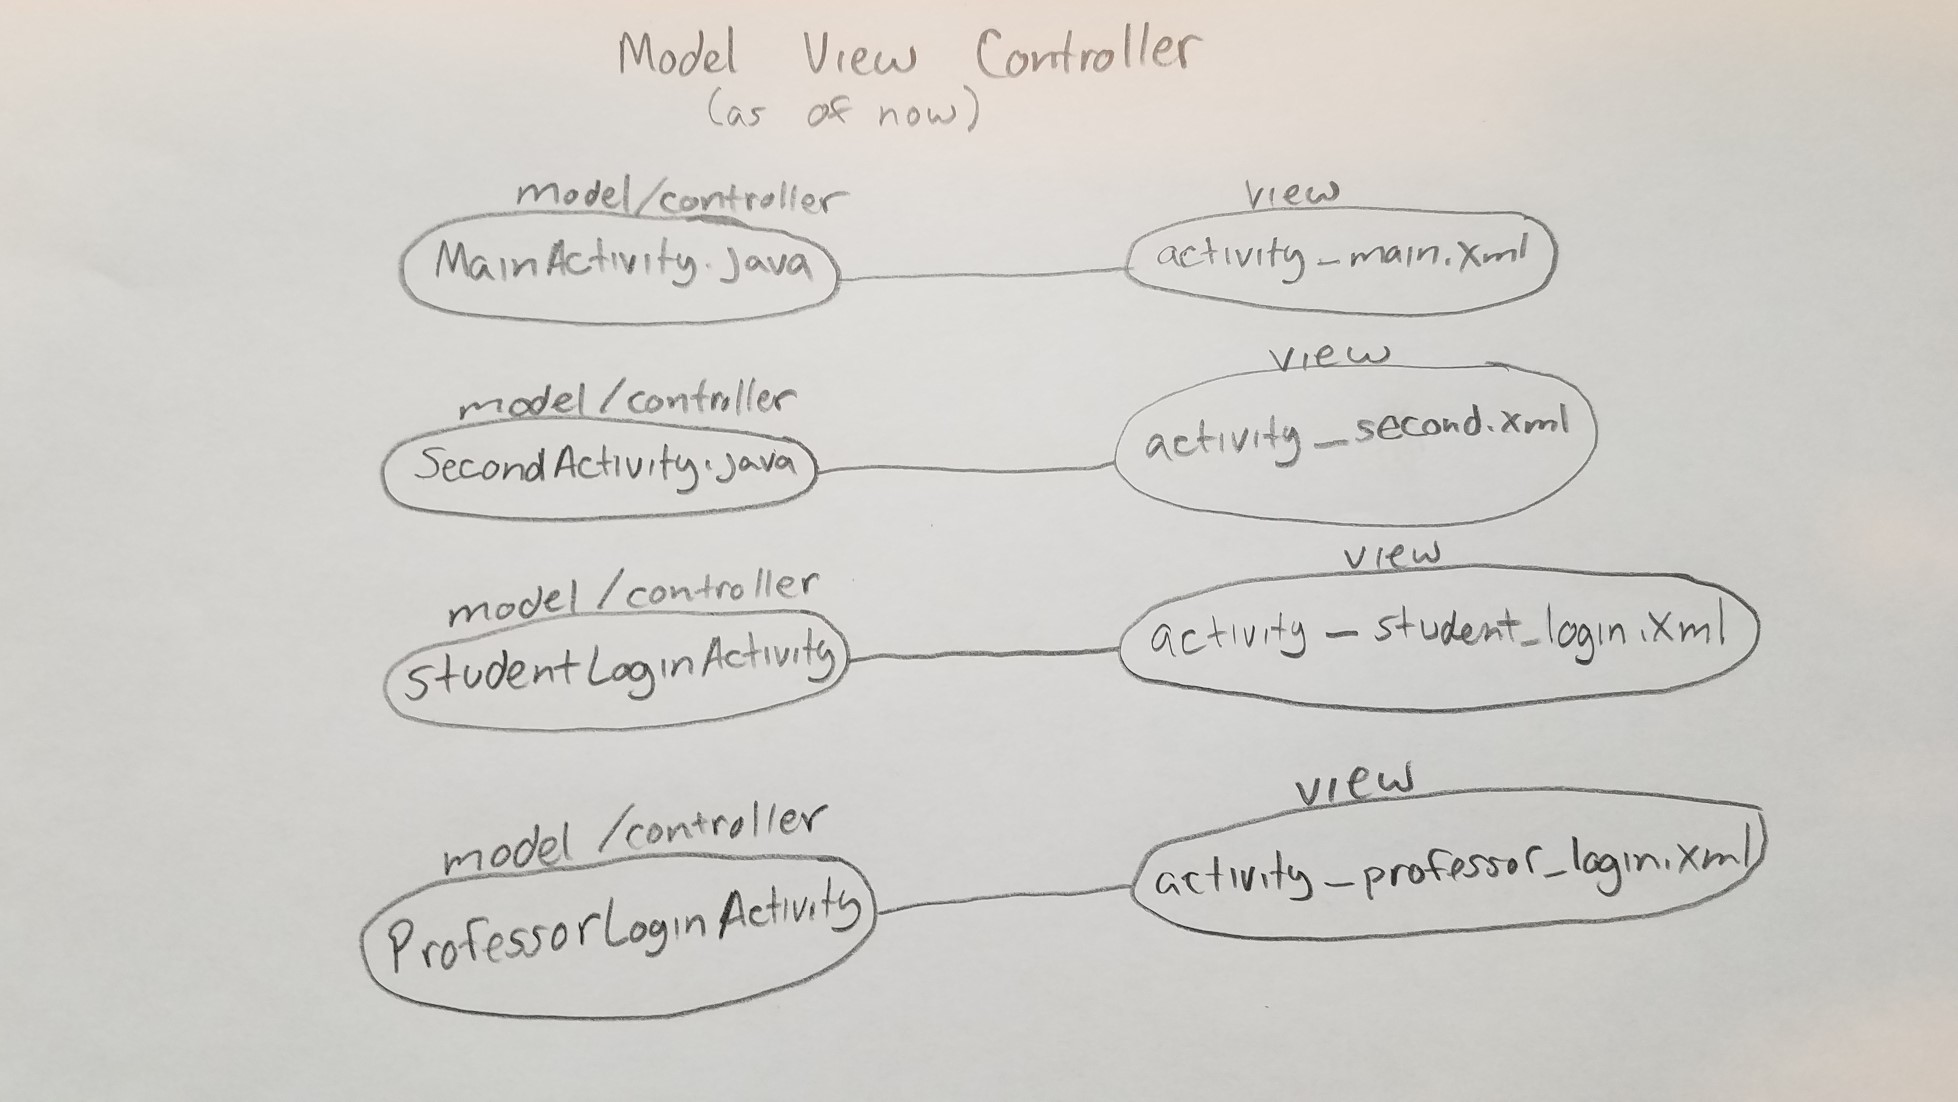 Model View Controller
(as of now)
model/controller
view
MainActivity.java
activity_main.xml
view
model/controller
activity_second.xml
SecondActivity.java
view
model/controller
activity_student_login.xml
StudentLoginActivity
view
model/controller
activity_professor_login.xml
ProfessorLoginActivity